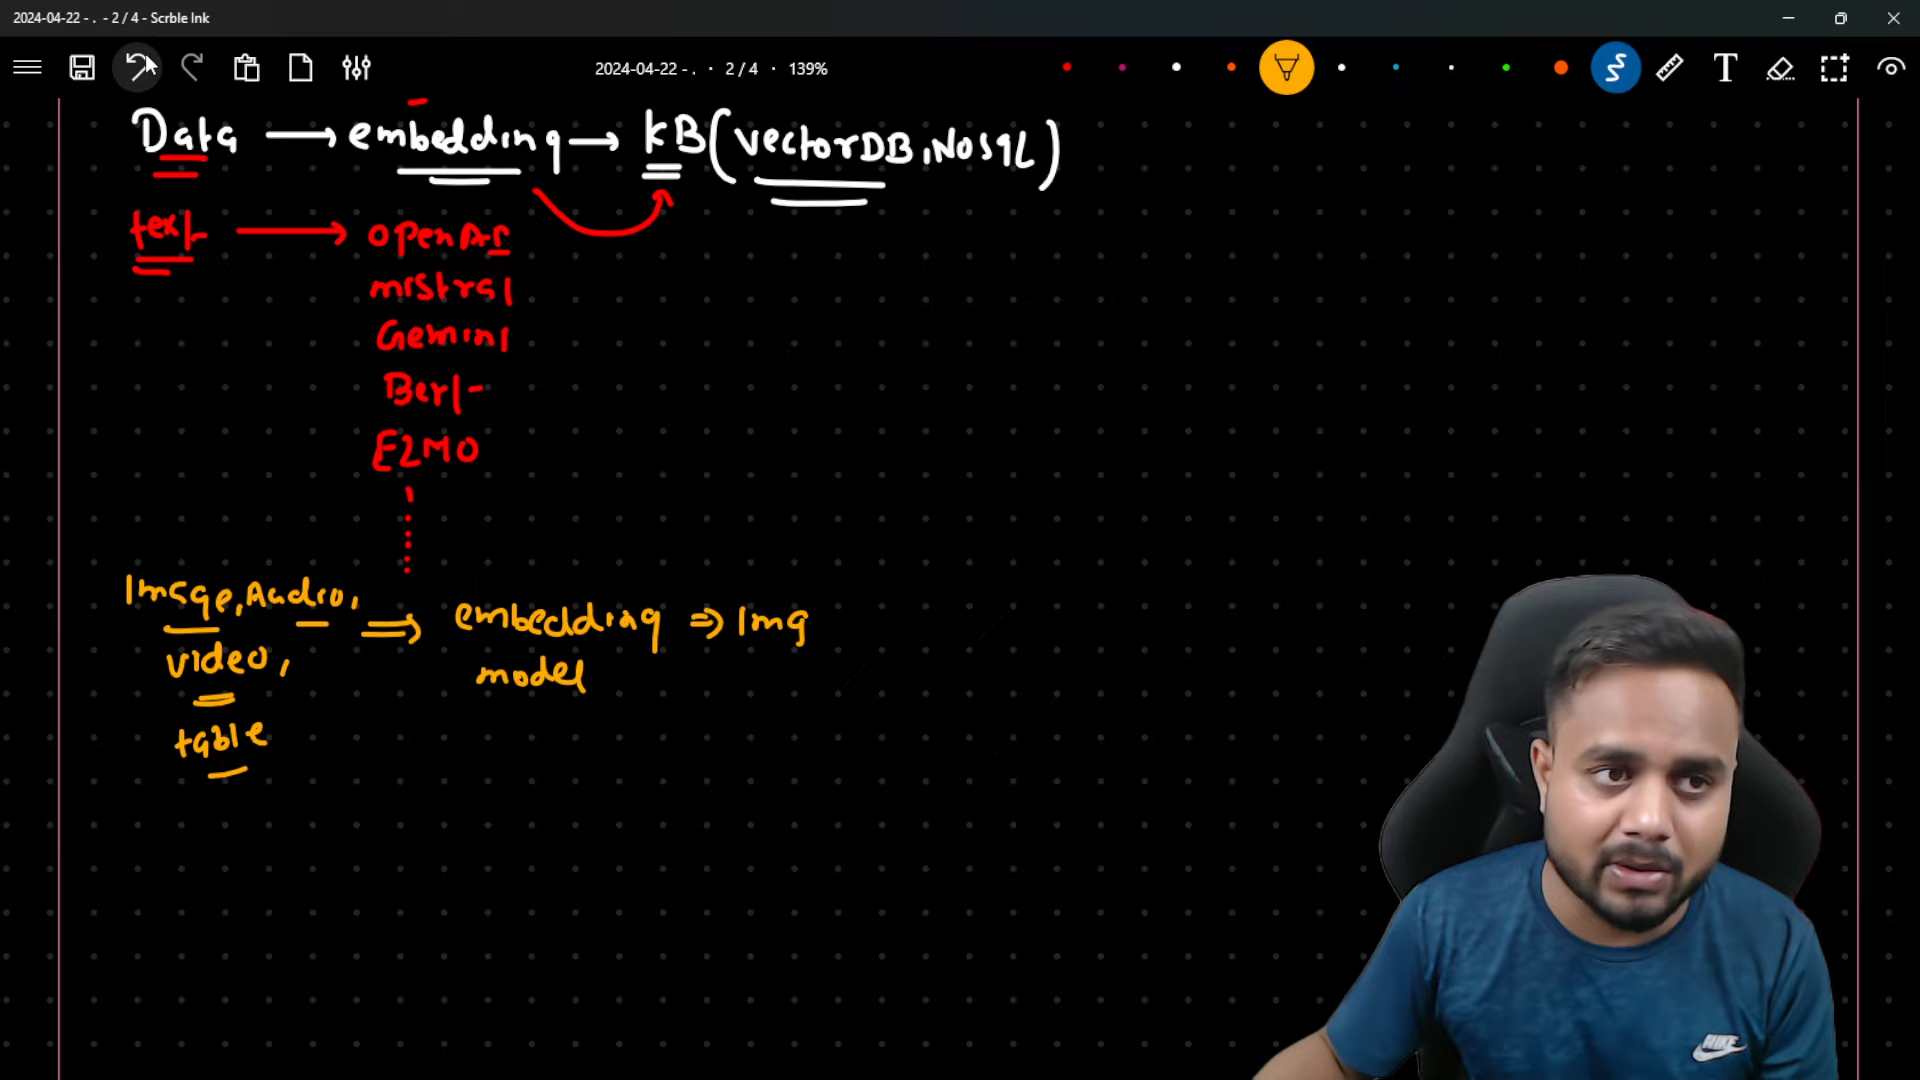 2024-04-22 - . - 2 / 4 - Scrble Ink
2024-04-22 - . · 2 / 4 · 139%
T
Data → embedding → KB(vectorDB, NoSQL)
text → openAI
mistral
Gemini
Bert
ELMO
Image, Audio, ⇒ embedding ⇒ Img
video, model
table
NIKE